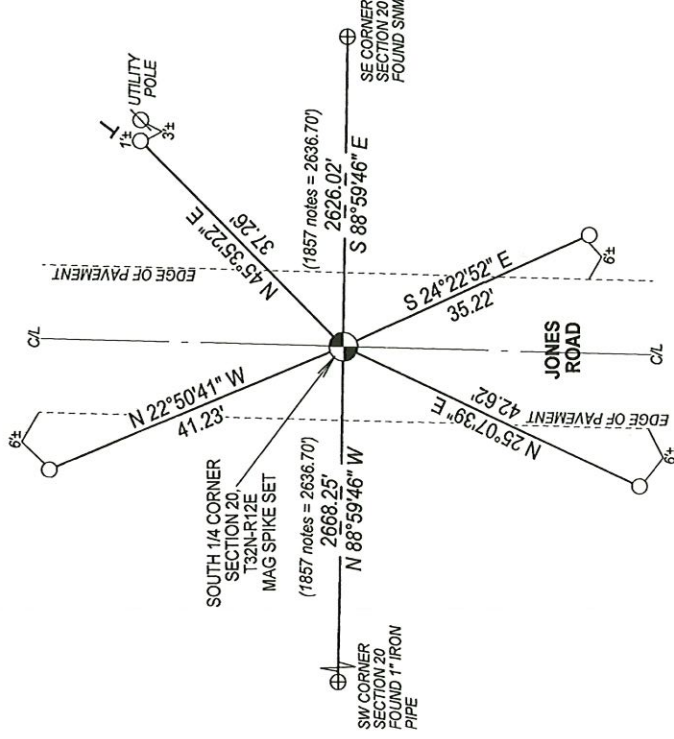 C/L
UTILITY
POLE
1'±
3'±
6'±
EDGE OF PAVEMENT
N 45°35'22" E
37.26'
N 22°50'41" W
41.23'
SE CORNER
SECTION 20
FOUND SNM
(1857 notes = 2636.70')
2626.02'
S 88°59'46" E
SOUTH 1/4 CORNER
SECTION 20,
T32N-R12E
MAG SPIKE SET
(1857 notes = 2636.70')
2668.25'
N 88°59'46" W
SW CORNER
SECTION 20
FOUND 1" IRON
PIPE
S 24°22'52" E
35.22'
6'±
N 25°07'39" E
42.62'
EDGE OF PAVEMENT
JONES
ROAD
6'±
C/L